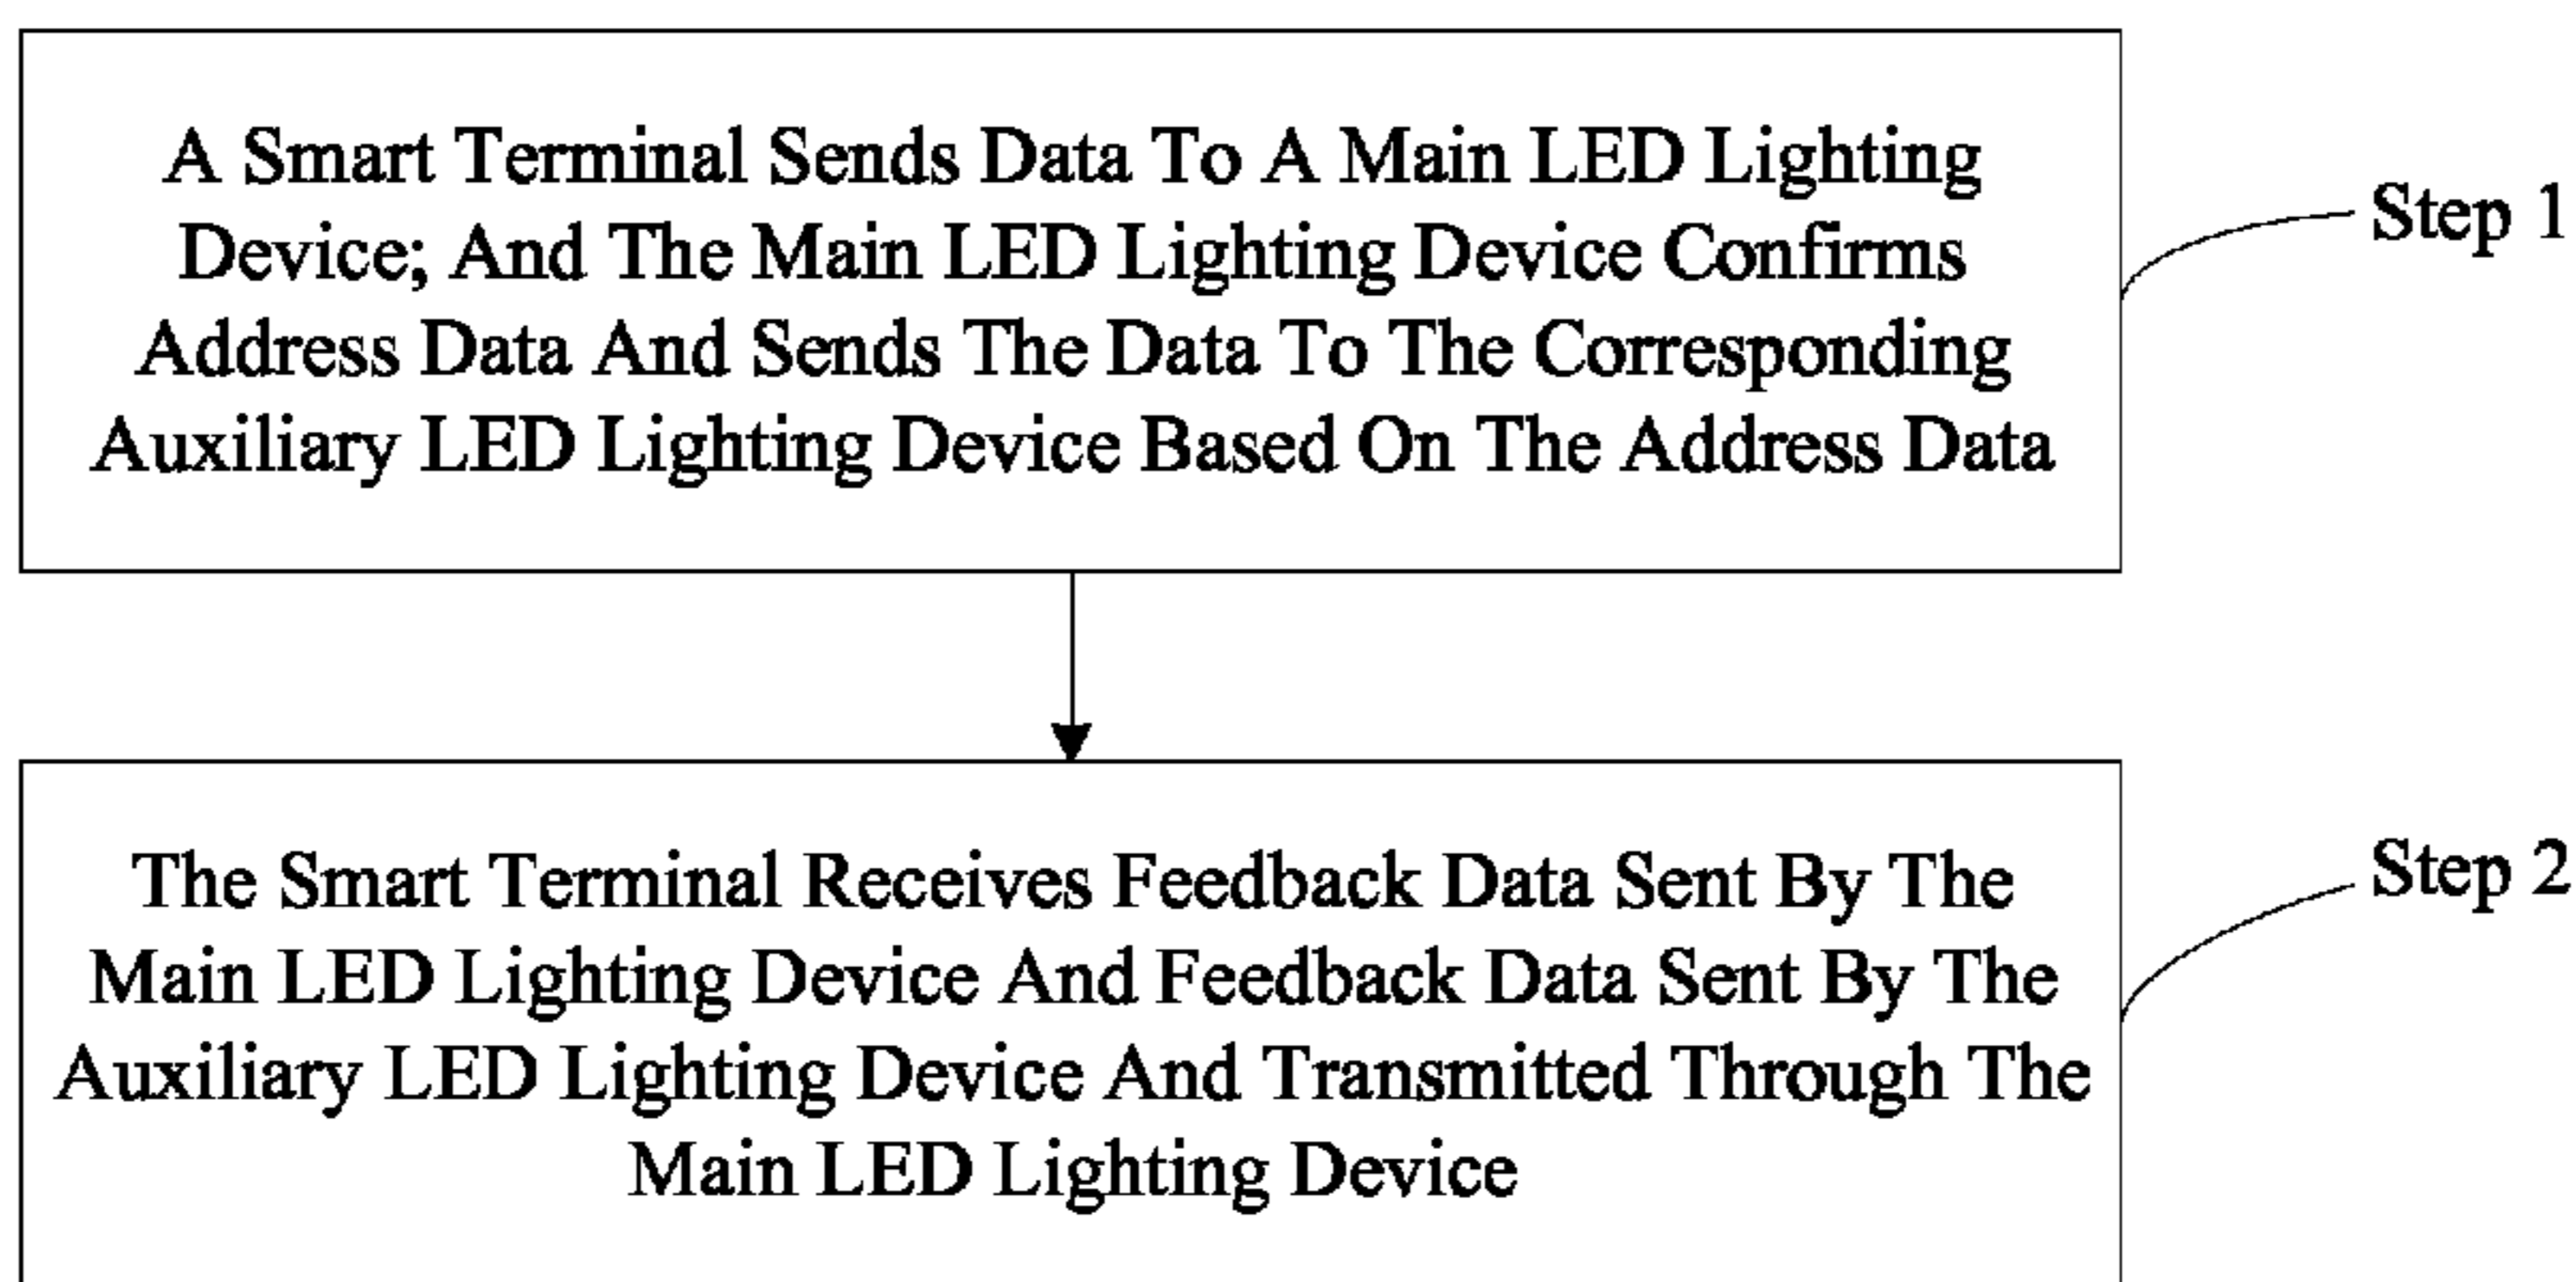 A Smart Terminal Sends Data To A Main LED Lighting
Device; And The Main LED Lighting Device Confirms
Address Data And Sends The Data To The Corresponding
Auxiliary LED Lighting Device Based On The Address Data
Step 1
The Smart Terminal Receives Feedback Data Sent By The
Main LED Lighting Device And Feedback Data Sent By The
Auxiliary LED Lighting Device And Transmitted Through The
Main LED Lighting Device
Step 2